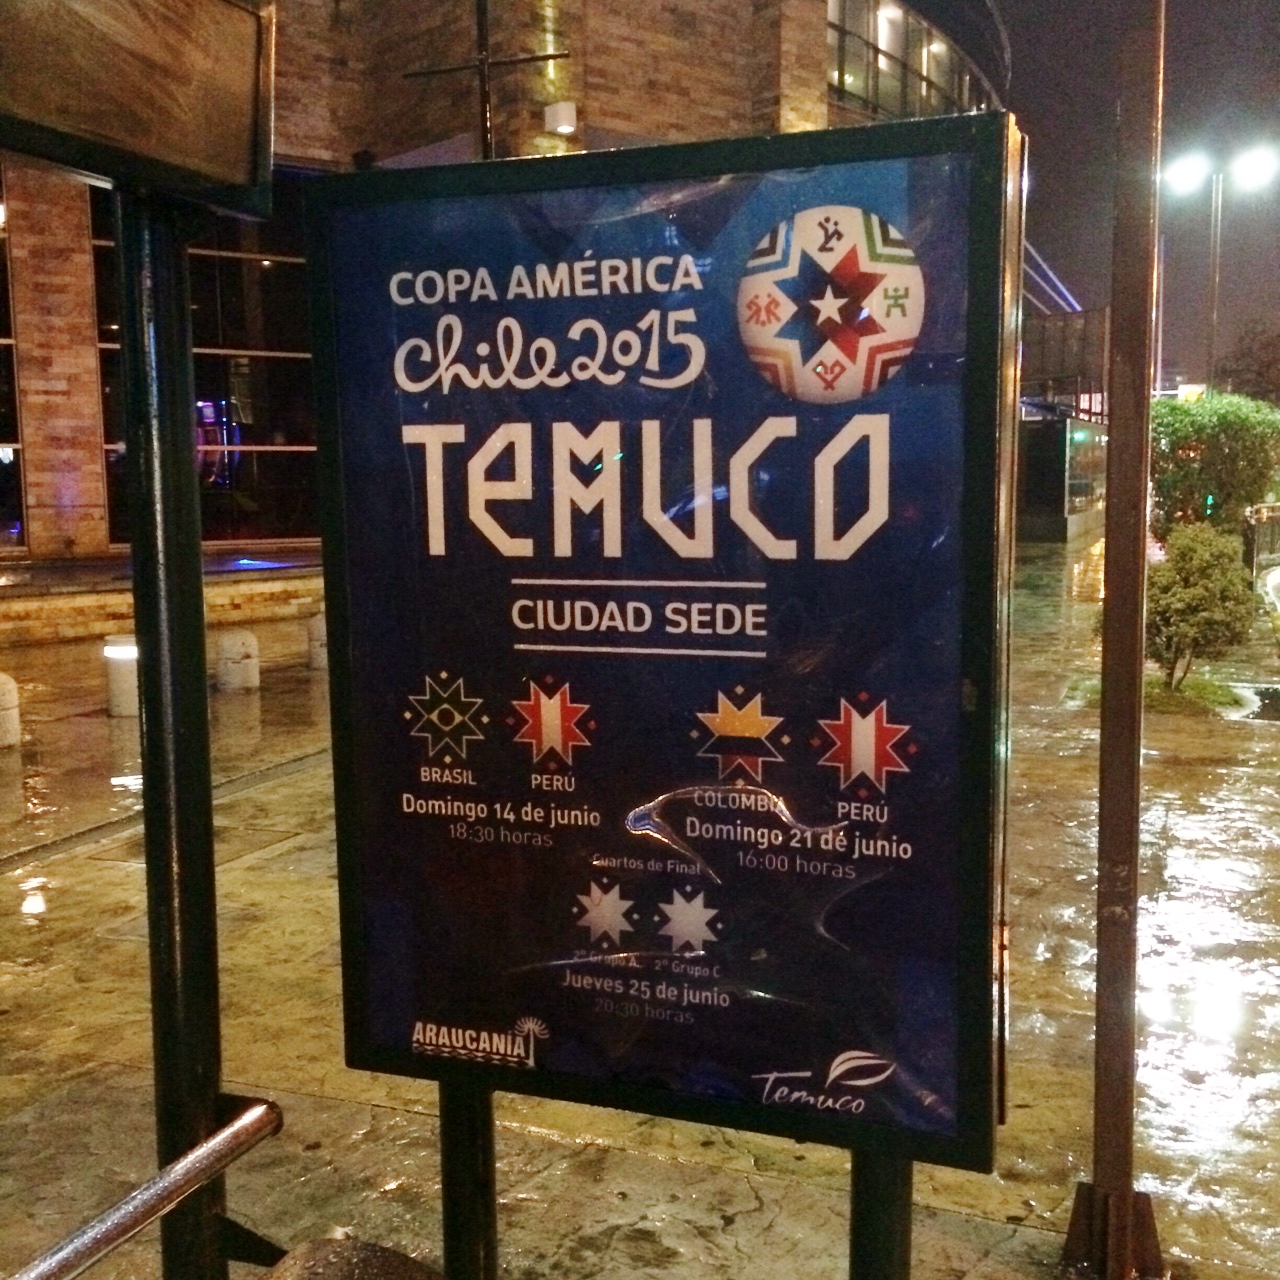 COPA AMÉRICA
chile2015
TEMUCO
CIUDAD SEDE
BRASIL PERÚ
Domingo 14 de junio
18:30 horas
COLOMBIA PERÚ
Domingo 21 de junio
16:00 horas
Cuartos de Final
2º Grupo A 2º Grupo C
Jueves 25 de junio
20:30 horas
ARAUCANÍA
Temuco